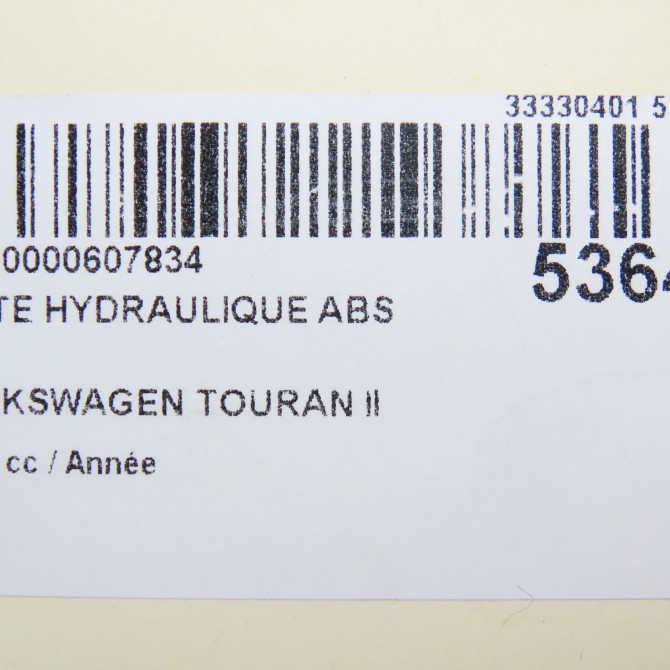 33330401 5
0000607834
5364
TE HYDRAULIQUE ABS
KSWAGEN TOURAN II
cc / Année